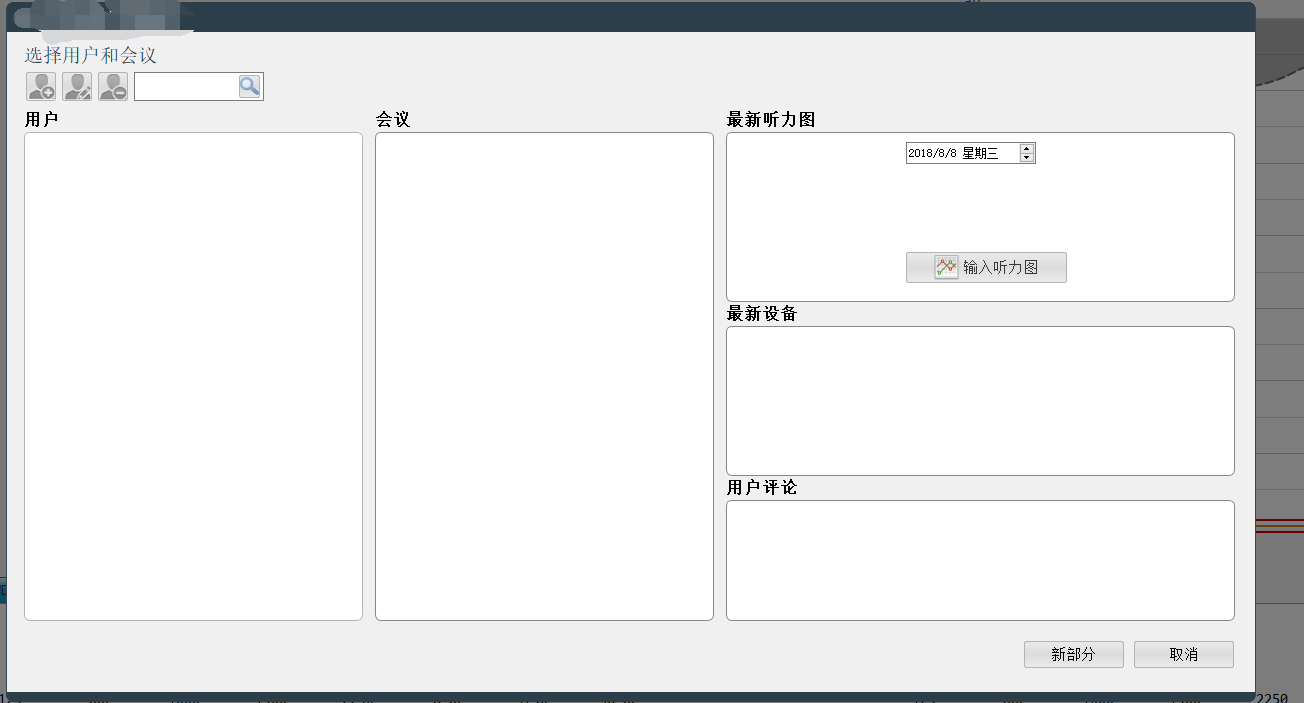 选择用户和会议
用户
会议
最新听力图
2018/8/8 星期三
输入听力图
最新设备
用户评论
新部分
取消
2250